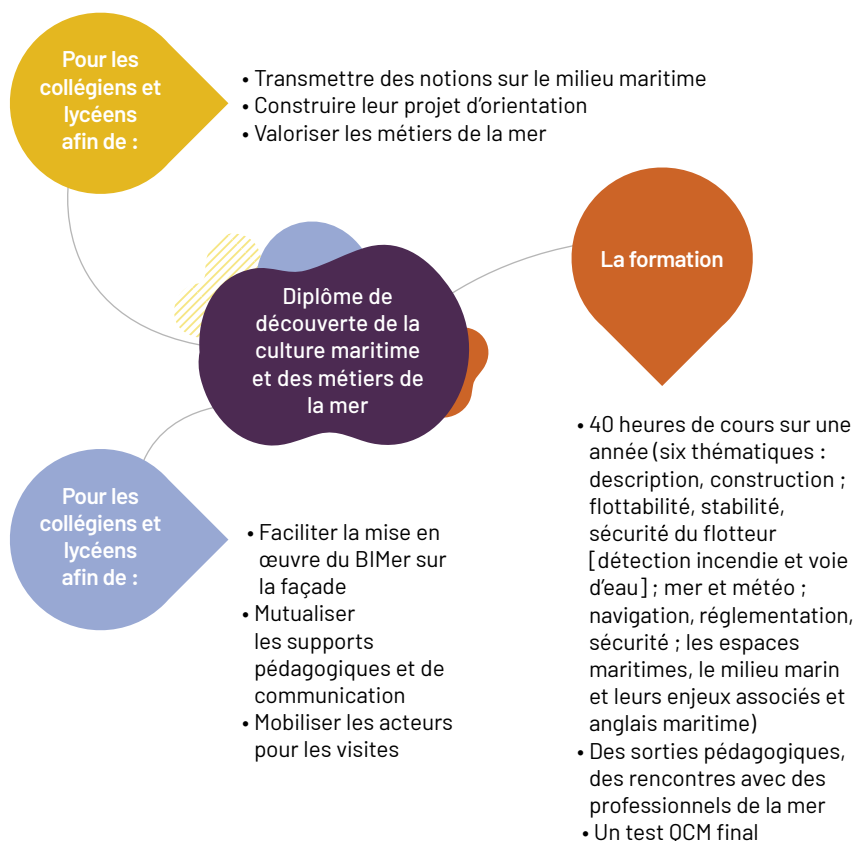 Pour les
collégiens et
lycéens
afin de :
• Transmettre des notions sur le milieu maritime
• Construire leur projet d'orientation
• Valoriser les métiers de la mer
La formation
Diplôme de
découverte de la
culture maritime
et des métiers de
la mer
Pour les
collégiens et
lycéens
afin de :
• Faciliter la mise en
œuvre du BIMer sur
la façade
• Mutualiser
les supports
pédagogiques et de
communication
• Mobiliser les acteurs
pour les visites
• 40 heures de cours sur une
année (six thématiques :
description, construction ;
flottabilité, stabilité,
sécurité du flotteur
[détection incendie et voie
d'eau] ; mer et météo ;
navigation, réglementation,
sécurité ; les espaces
maritimes, le milieu marin
et leurs enjeux associés et
anglais maritime)
• Des sorties pédagogiques,
des rencontres avec des
professionnels de la mer
• Un test QCM final